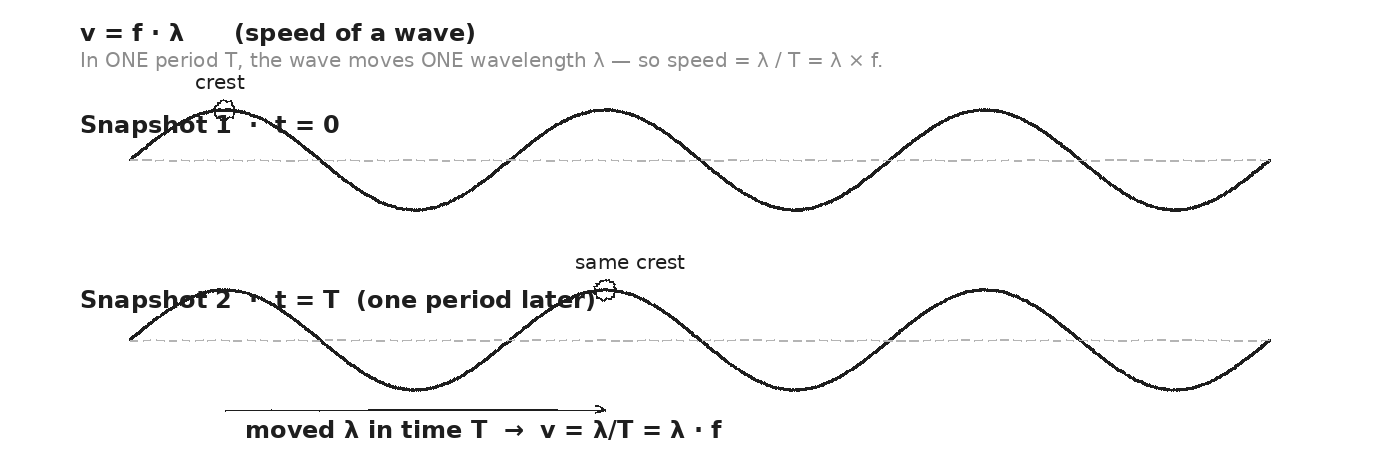 v = f · λ (speed of a wave)
In ONE period T, the wave moves ONE wavelength λ — so speed = λ / T = λ × f.
crest
Snapshot 1 · t = 0
same crest
Snapshot 2 · t = T (one period later)
moved λ in time T → v = λ/T = λ · f